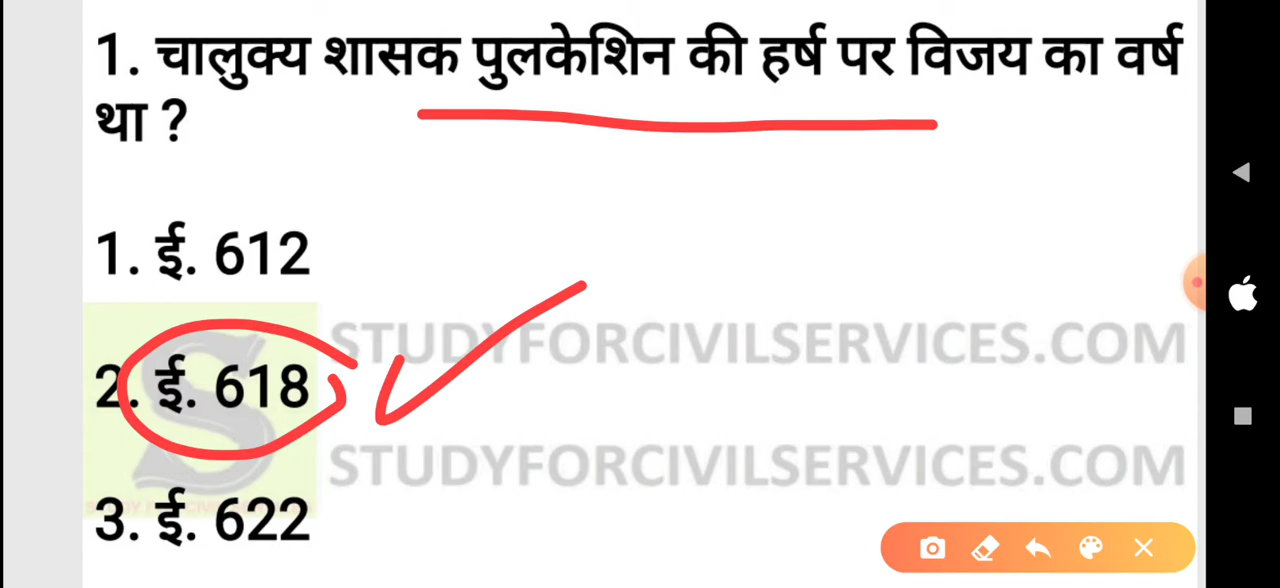 1. चालुक्य शासक पुलकेशिन की हर्ष पर विजय का वर्ष
था ?
1. ई. 612
STUDYFORCIVILSERVICES.COM
2. ई. 618
STUDYFORCIVILSERVICES.COM
3. ई. 622